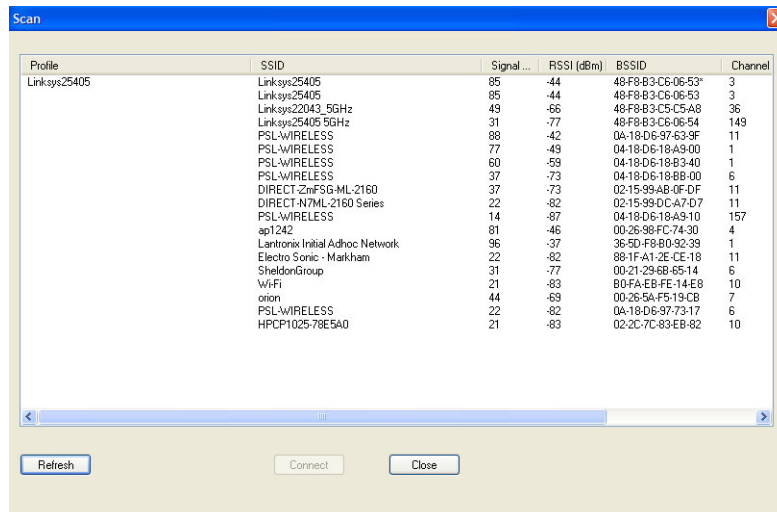 Scan
Profile SSID Signal ... RSSI (dBm) BSSID Channel
Linksys25405 Linksys25405 85 -44 48-F8-B3-C6-06-53* 3
Linksys25405 85 -44 48-F8-B3-C6-06-53 3
Linksys22043_5GHz 49 -66 48-F8-B3-C5-C5-A8 36
Linksys25405 5GHz 31 -77 48-F8-B3-C6-06-54 149
PSL-WIRELESS 88 -42 0A-18-D6-97-63-9F 11
PSL-WIRELESS 77 -49 04-18-D6-18-A9-00 1
PSL-WIRELESS 60 -59 04-18-D6-18-B3-40 1
PSL-WIRELESS 37 -73 04-18-D6-18-BB-00 6
DIRECT-ZmFSG-ML-2160 37 -73 02-15-99-AB-0F-DF 11
DIRECT-N7ML-2160 Series 22 -82 02-15-99-DC-A7-D7 11
PSL-WIRELESS 14 -87 04-18-D6-18-A9-10 157
ap1242 81 -46 00-26-98-FC-74-30 4
Lantronix Initial Adhoc Network 96 -37 36-5D-F8-B0-92-39 1
Electro Sonic - Markham 22 -82 88-1F-A1-2E-CE-18 11
SheldonGroup 31 -77 00-21-29-6B-65-14 6
Wi-Fi 21 -83 B0-FA-EB-FE-14-E8 10
orion 44 -69 00-26-5A-F5-19-CB 7
PSL-WIRELESS 22 -82 0A-18-D6-97-73-17 6
HPCP1025-78E5A0 21 -83 02-2C-7C-83-EB-82 10
Refresh Connect Close